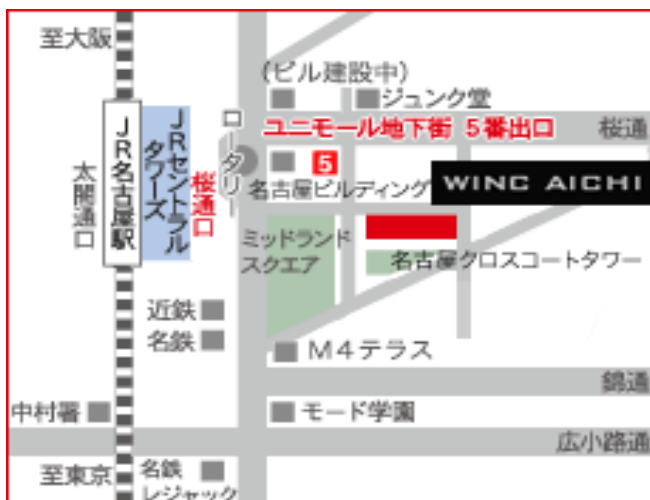 至大阪
(ビル建設中)
ジュンク堂
ユニモール地下街 5番出口
桜通
ロータリー
JR名古屋駅
JRセントラル
タワーズ
桜通口
太閤通口
5
名古屋ビルディング
WINC AICHI
ミッドランド
スクエア
名古屋クロスコートタワー
近鉄
名鉄
M4テラス
錦通
中村署
モード学園
広小路通
至東京
名鉄
レジャック